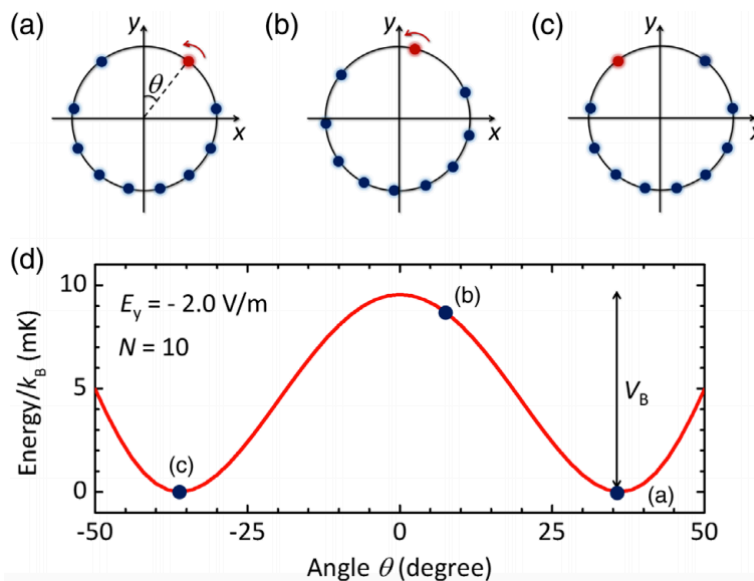 (a) y θ x
(b) y x
(c) y
(d)
Energy/k_B (mK)
10
5
0
E_y = - 2.0 V/m
N = 10
(b)
V_B
(c)
(a)
-50 -25 0 25 50
Angle θ (degree)